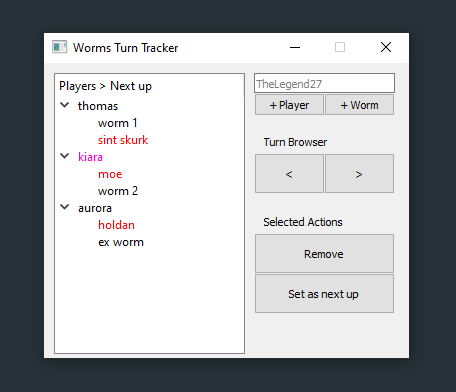 Worms Turn Tracker
Players > Next up
thomas
worm 1
sint skurk
kiara
moe
worm 2
aurora
holdan
ex worm
TheLegend27
+ Player
+ Worm
Turn Browser
<
>
Selected Actions
Remove
Set as next up